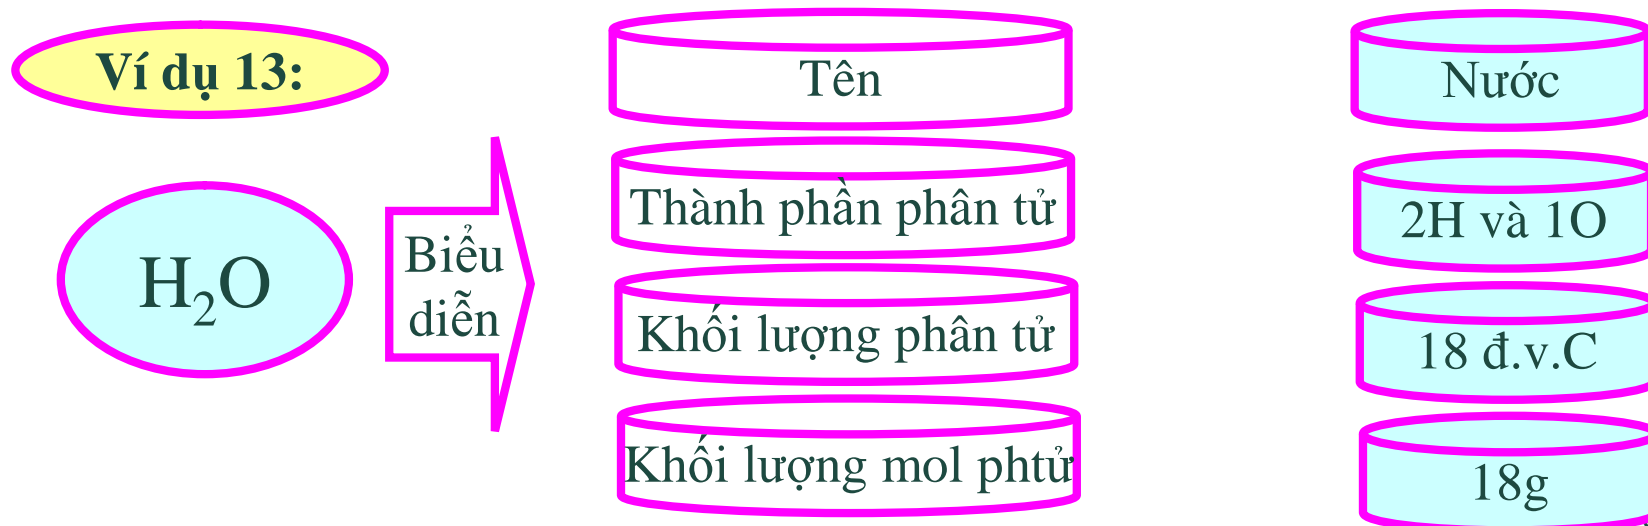 Ví dụ 13:
H₂O
Biểu
diễn
Tên
Nước
Thành phần phân tử
2H và 1O
Khối lượng phân tử
18 đ.v.C
Khối lượng mol phtử
18g